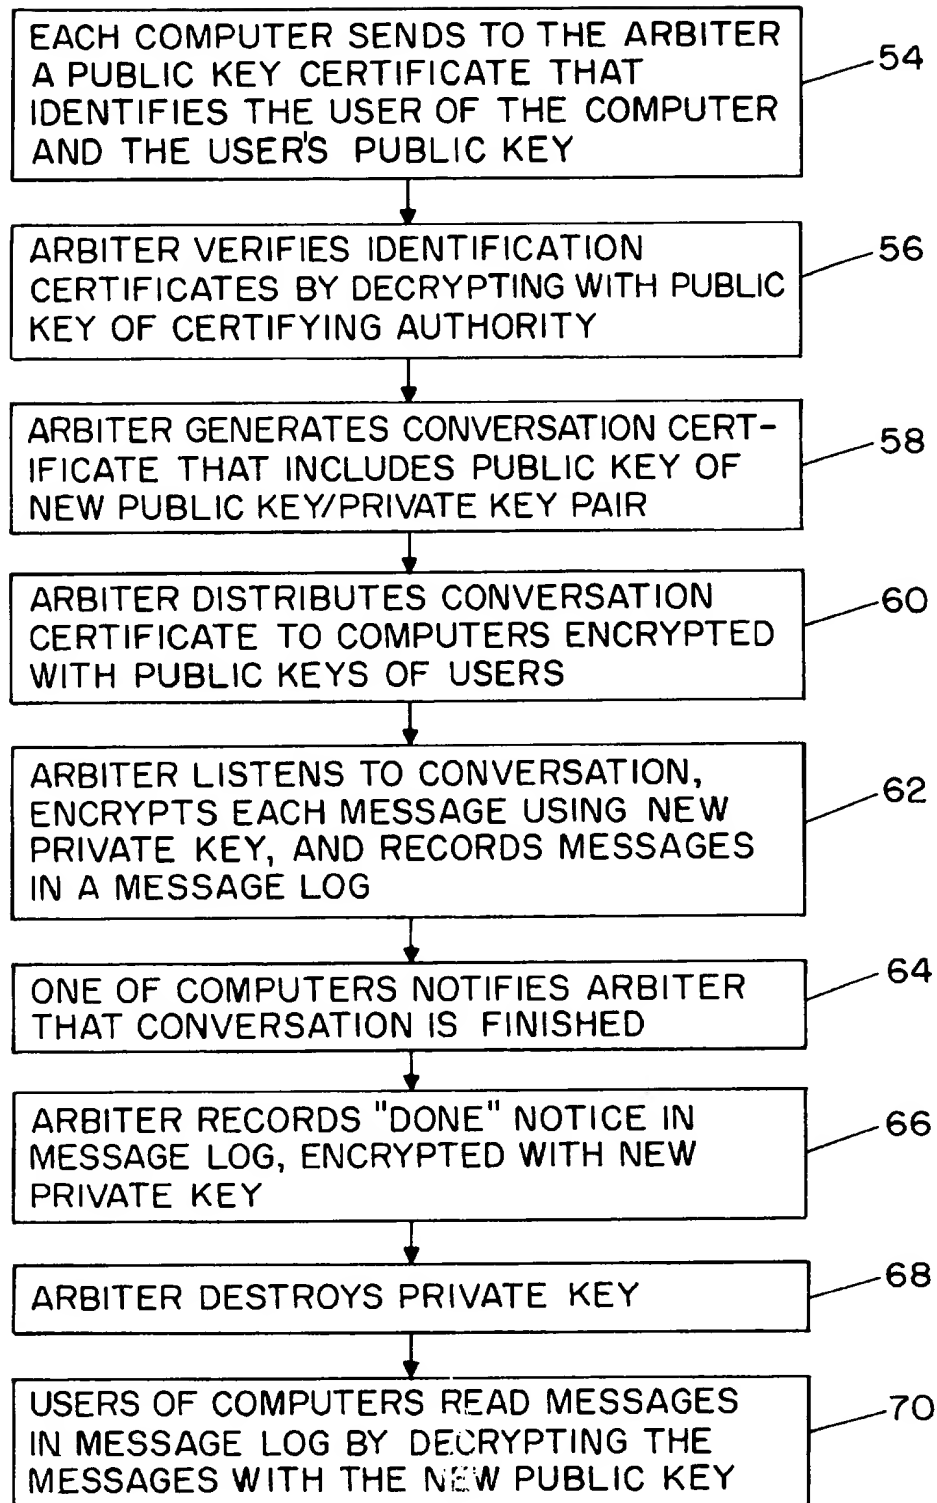 EACH COMPUTER SENDS TO THE ARBITER
A PUBLIC KEY CERTIFICATE THAT
IDENTIFIES THE USER OF THE COMPUTER
AND THE USER'S PUBLIC KEY
54
ARBITER VERIFIES IDENTIFICATION
CERTIFICATES BY DECRYPTING WITH PUBLIC
KEY OF CERTIFYING AUTHORITY
56
ARBITER GENERATES CONVERSATION CERT-
IFICATE THAT INCLUDES PUBLIC KEY OF
NEW PUBLIC KEY/PRIVATE KEY PAIR
58
ARBITER DISTRIBUTES CONVERSATION
CERTIFICATE TO COMPUTERS ENCRYPTED
WITH PUBLIC KEYS OF USERS
60
ARBITER LISTENS TO CONVERSATION,
ENCRYPTS EACH MESSAGE USING NEW
PRIVATE KEY, AND RECORDS MESSAGES
IN A MESSAGE LOG
62
ONE OF COMPUTERS NOTIFIES ARBITER
THAT CONVERSATION IS FINISHED
64
ARBITER RECORDS "DONE" NOTICE IN
MESSAGE LOG, ENCRYPTED WITH NEW
PRIVATE KEY
66
ARBITER DESTROYS PRIVATE KEY
68
USERS OF COMPUTERS READ MESSAGES
IN MESSAGE LOG BY DECRYPTING THE
MESSAGES WITH THE NEW PUBLIC KEY
70